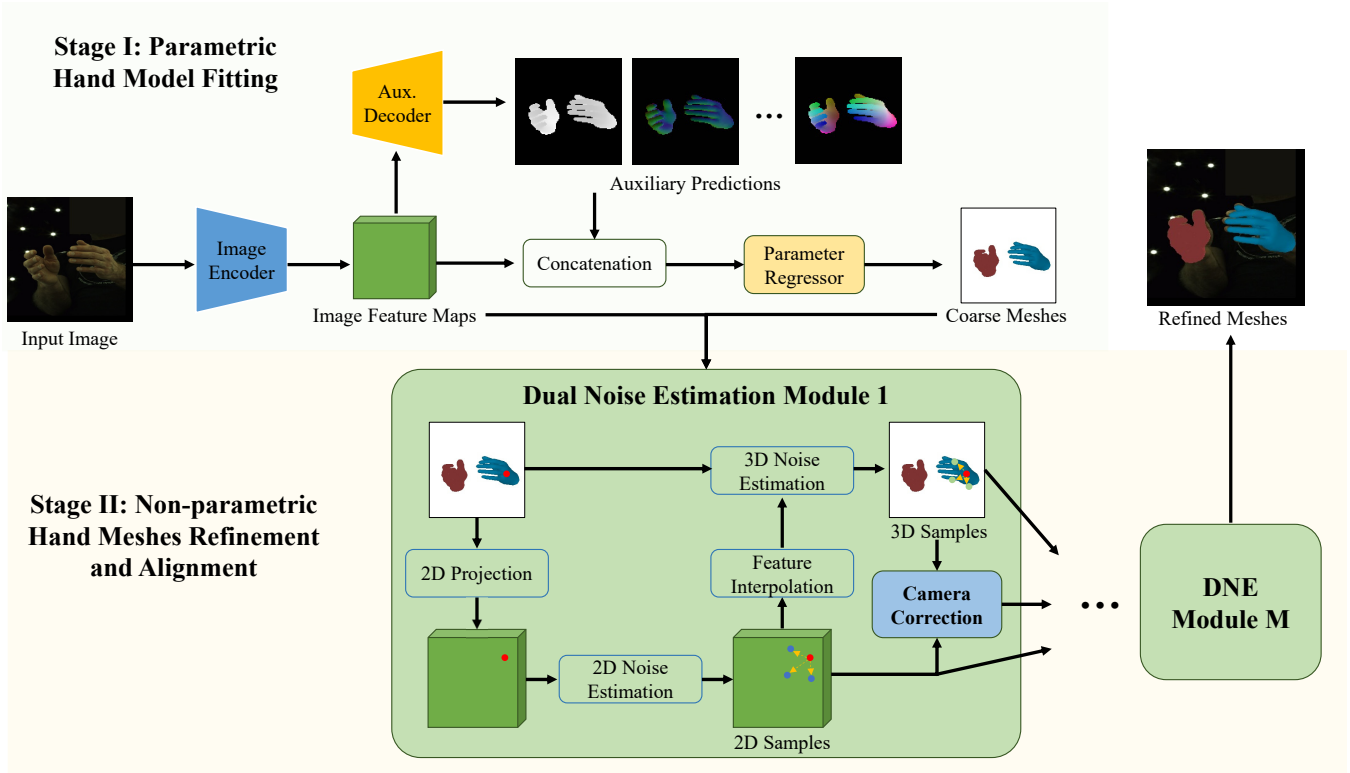 Stage I: Parametric
Hand Model Fitting
Aux.
Decoder
...
Auxiliary Predictions
Image
Encoder
Concatenation
Parameter
Regressor
Input Image
Image Feature Maps
Coarse Meshes
Refined Meshes
Dual Noise Estimation Module 1
3D Noise
Estimation
3D Samples
Stage II: Non-parametric
Hand Meshes Refinement
and Alignment
2D Projection
Feature
Interpolation
Camera
Correction
...
DNE
Module M
2D Noise
Estimation
2D Samples